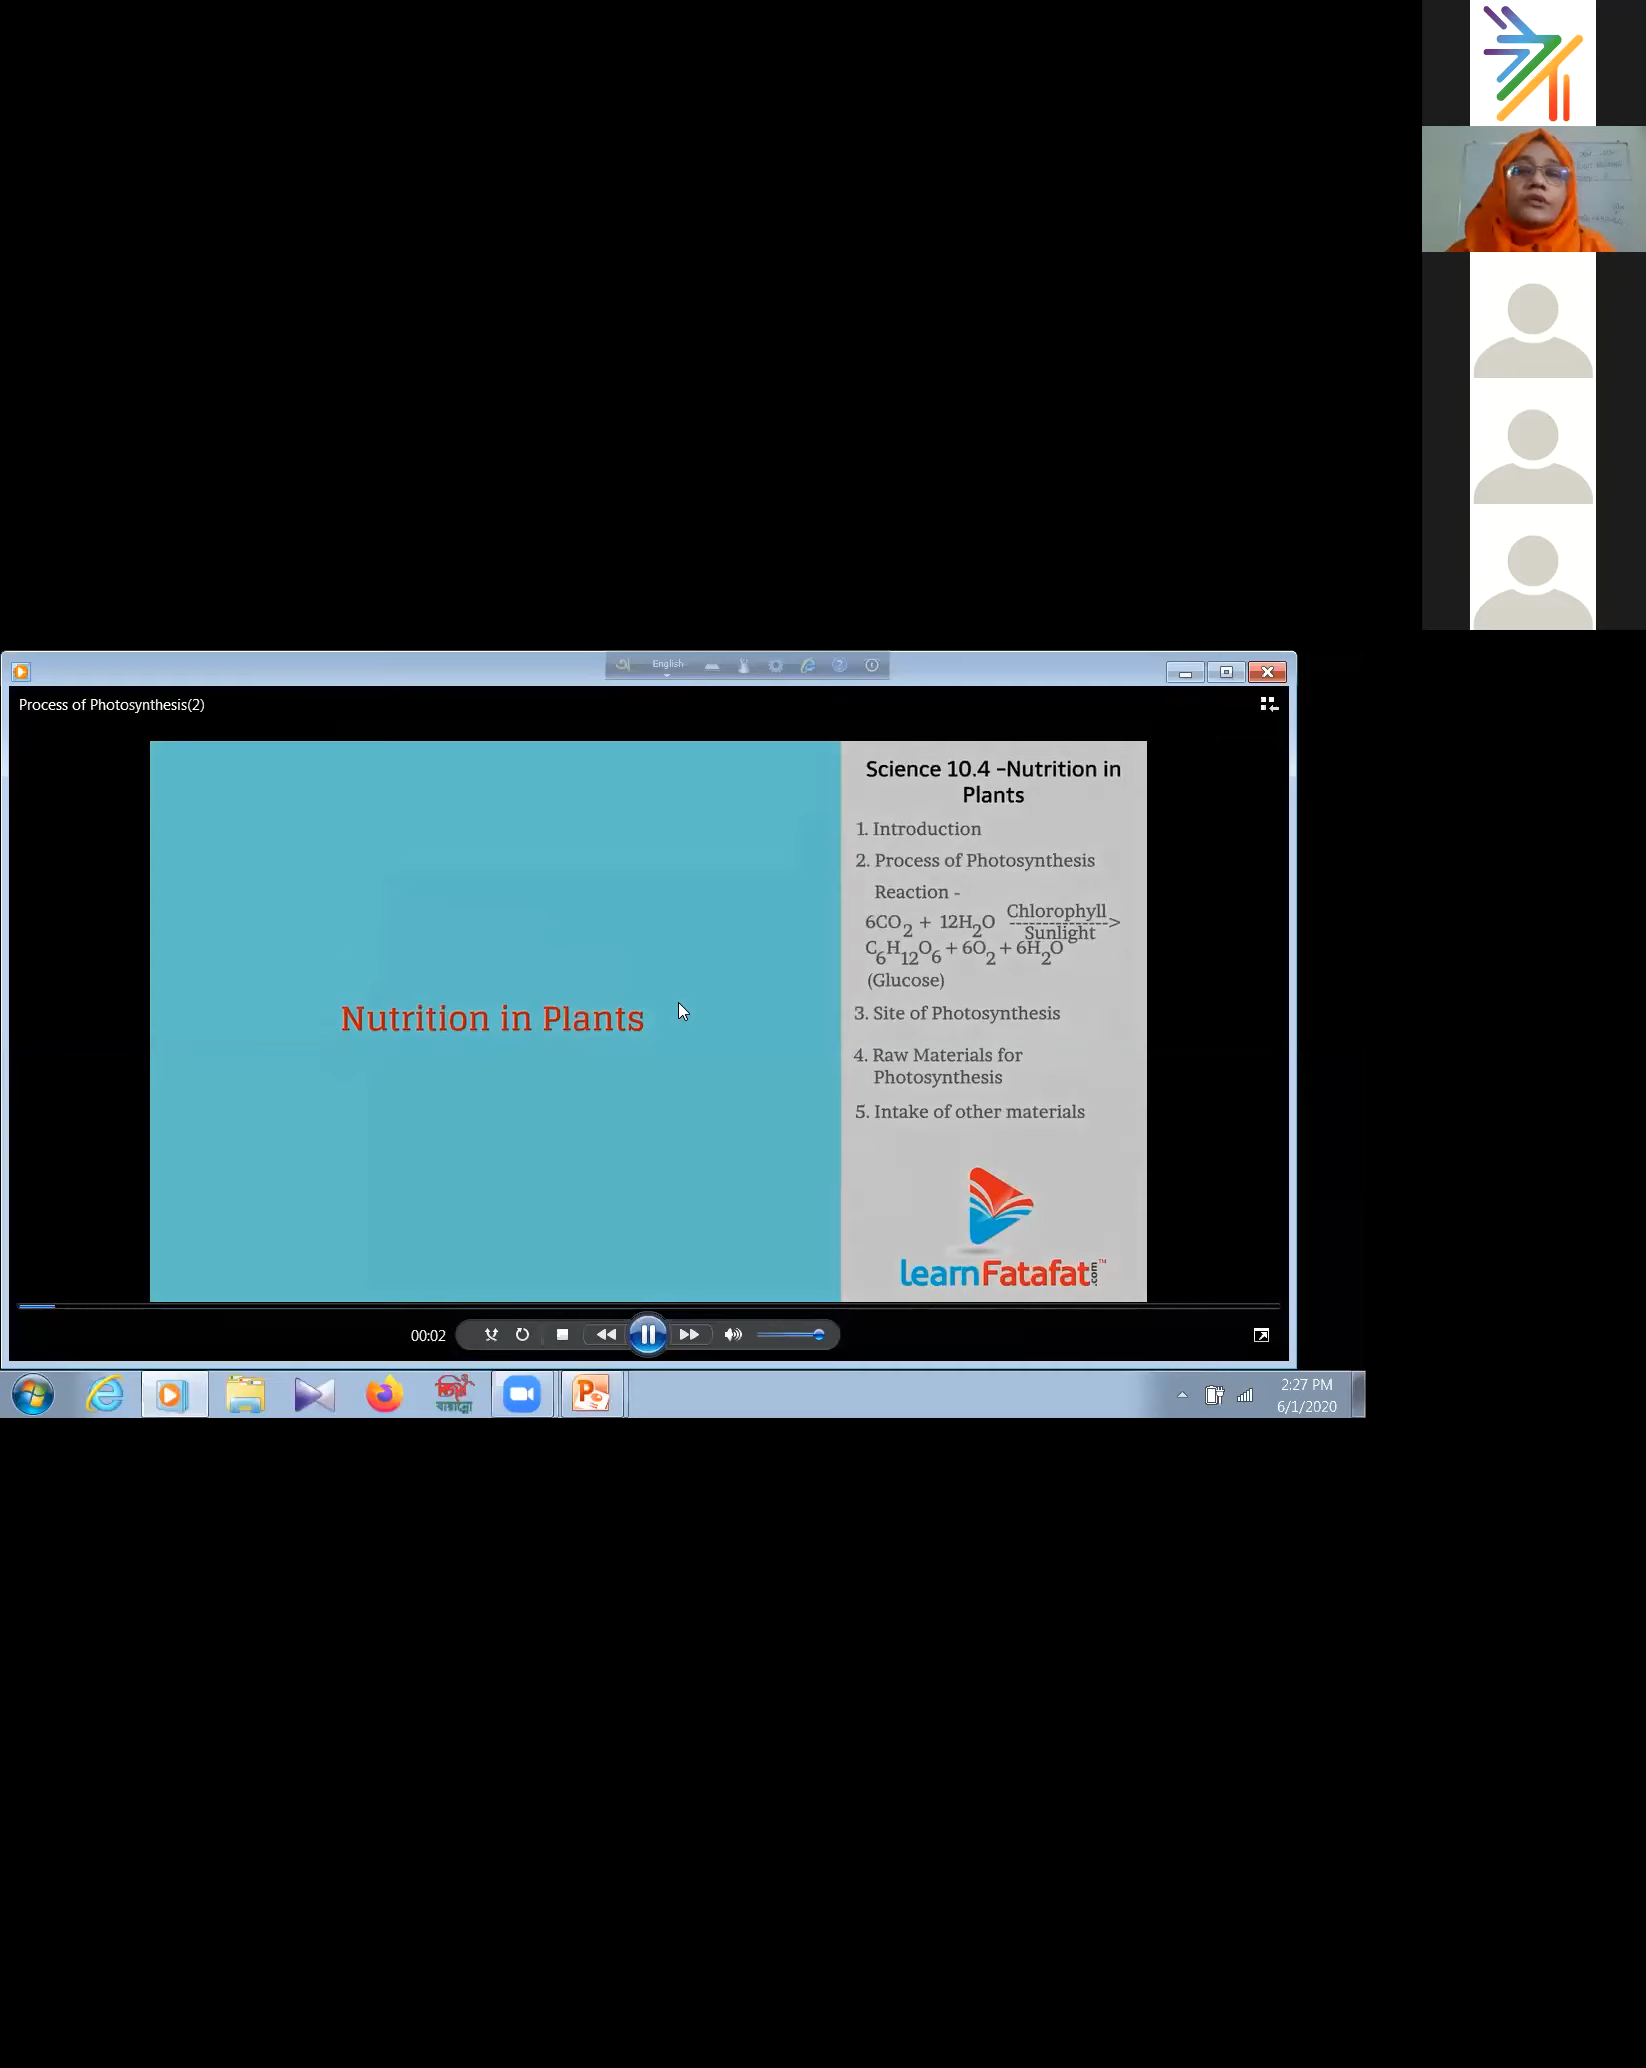 English
Process of Photosynthesis(2)
Nutrition in Plants
Science 10.4 –Nutrition in
Plants
1. Introduction
2. Process of Photosynthesis
Reaction -
6CO2 + 12H2O Chlorophyll
-------------->
Sunlight
C6H12O6 + 6O2 + 6H2O
(Glucose)
3. Site of Photosynthesis
4. Raw Materials for
Photosynthesis
5. Intake of other materials
learnFatafat.com™
00:02
বায়ান্নো
2:27 PM
6/1/2020